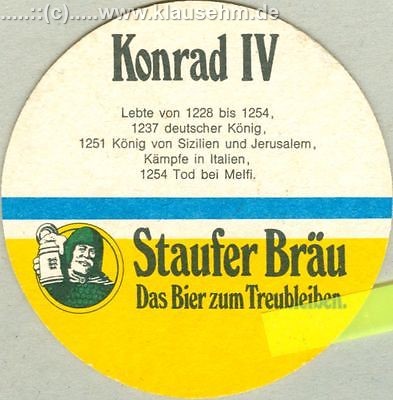 .....::(c):-www.klausehm.de
Konrad IV
Lebte von 1228 bis 1254,
1237 deutscher König,
1251 König von Sizilien und Jerusalem,
Kämpfe in Italien,
1254 Tod bei Melfi.
Staufer Bräu
Das Bier zum Treubleiben.